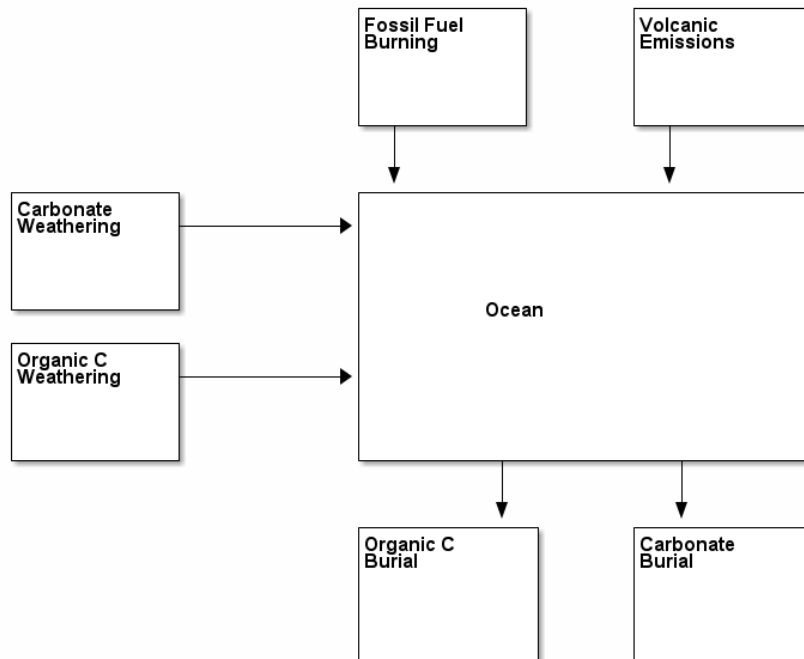 Fossil Fuel
Burning
Volcanic
Emissions
Carbonate
Weathering
Ocean
Organic C
Weathering
Organic C
Burial
Carbonate
Burial